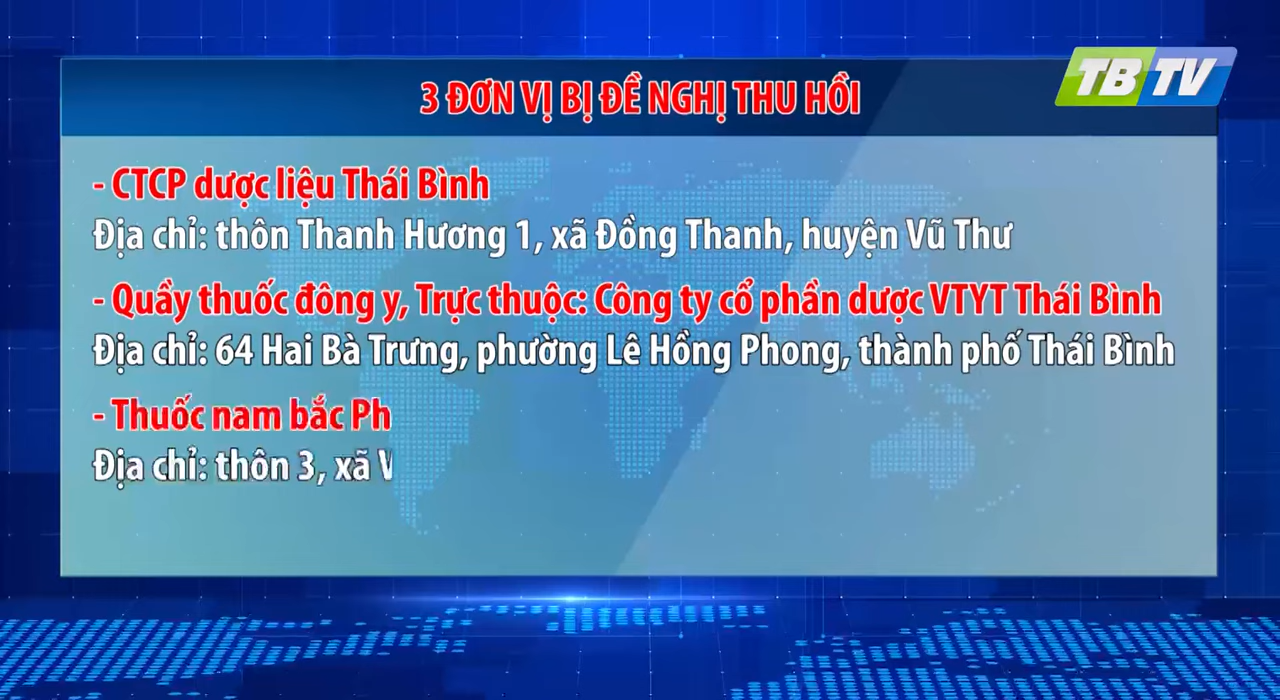 TBTV
3 ĐƠN VỊ BỊ ĐỀ NGHỊ THU HỒI
- CTCP dược liệu Thái Bình
Địa chỉ: thôn Thanh Hương 1, xã Đồng Thanh, huyện Vũ Thư
- Quầy thuốc đông y, Trực thuộc: Công ty cổ phần dược VTYT Thái Bình
Địa chỉ: 64 Hai Bà Trưng, phường Lê Hồng Phong, thành phố Thái Bình
- Thuốc nam bắc Ph
Địa chỉ: thôn 3, xã V